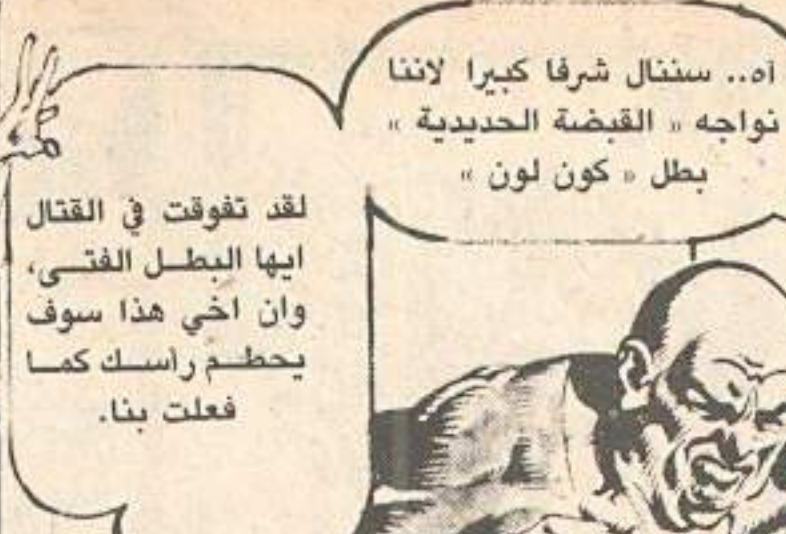 اه.. سننال شرفا كبيرا لاننا
نواجه « القبضة الحديدية »
بطل « كون لون »
لقد تفوقت في القتال
ايها البطل الفتى،
وان اخي هذا سوف
يحطم راسك كما
فعلت بنا.